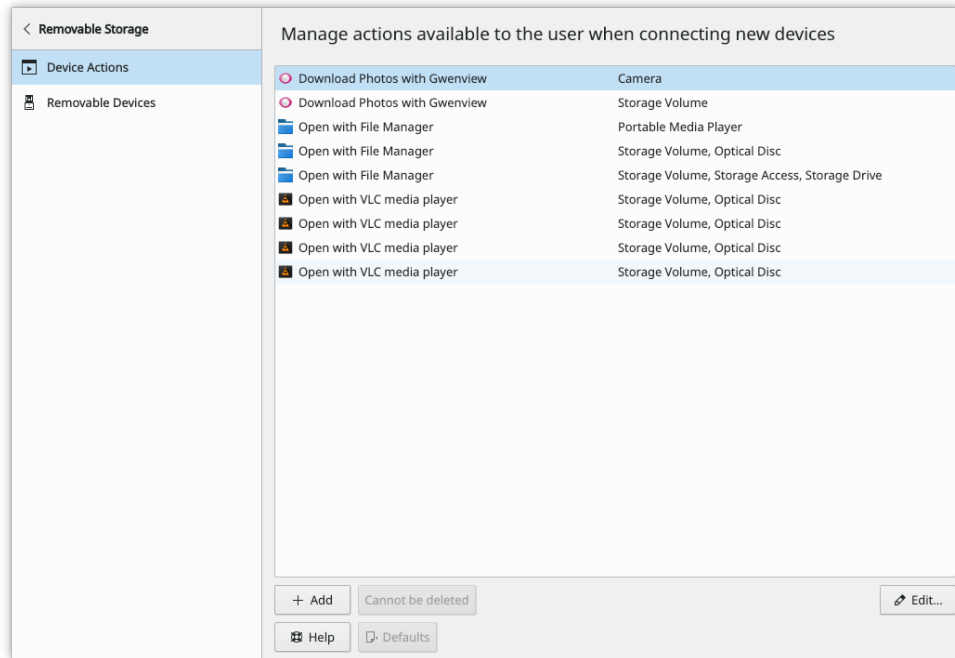 Removable Storage
Device Actions
Removable Devices
Manage actions available to the user when connecting new devices
Download Photos with Gwenview Camera
Download Photos with Gwenview Storage Volume
Open with File Manager Portable Media Player
Open with File Manager Storage Volume, Optical Disc
Open with File Manager Storage Volume, Storage Access, Storage Drive
Open with VLC media player Storage Volume, Optical Disc
Open with VLC media player Storage Volume, Optical Disc
Open with VLC media player Storage Volume, Optical Disc
Open with VLC media player Storage Volume, Optical Disc
Add Cannot be deleted Edit...
Help Defaults